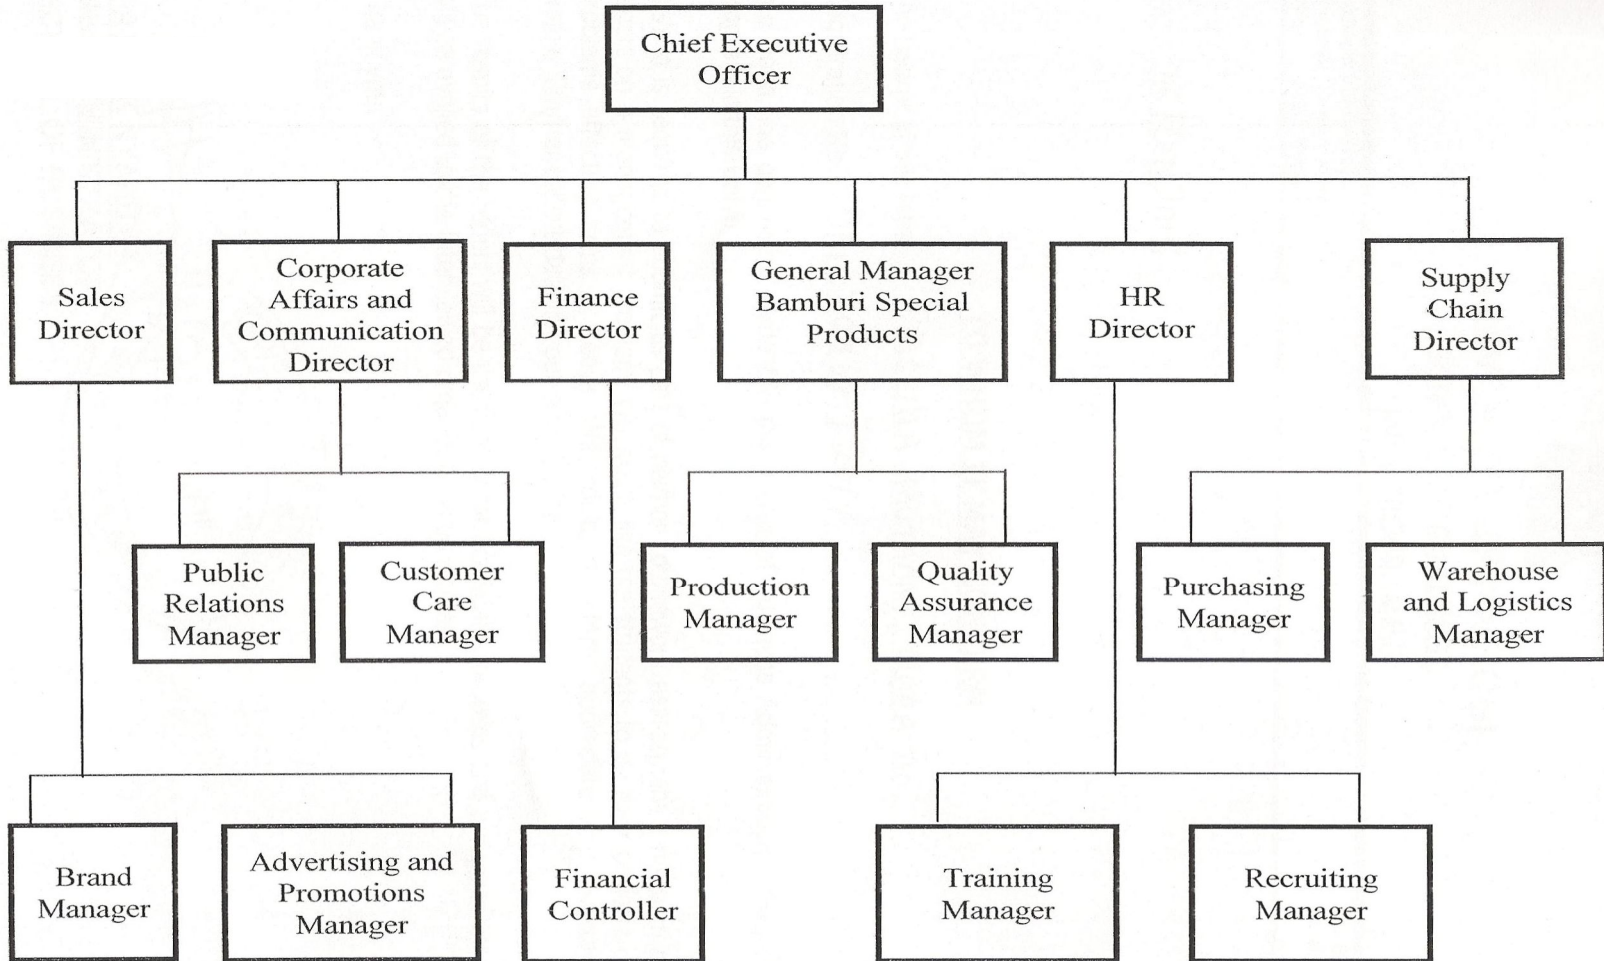 Chief Executive
Officer
Sales
Director
Corporate
Affairs and
Communication
Director
Finance
Director
General Manager
Bamburi Special
Products
HR
Director
Supply
Chain
Director
Public
Relations
Manager
Customer
Care
Manager
Production
Manager
Quality
Assurance
Manager
Purchasing
Manager
Warehouse
and Logistics
Manager
Brand
Manager
Advertising and
Promotions
Manager
Financial
Controller
Training
Manager
Recruiting
Manager